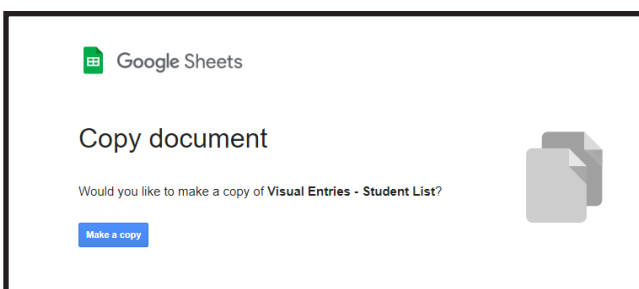 Google Sheets
Copy document
Would you like to make a copy of Visual Entries - Student List?
Make a copy